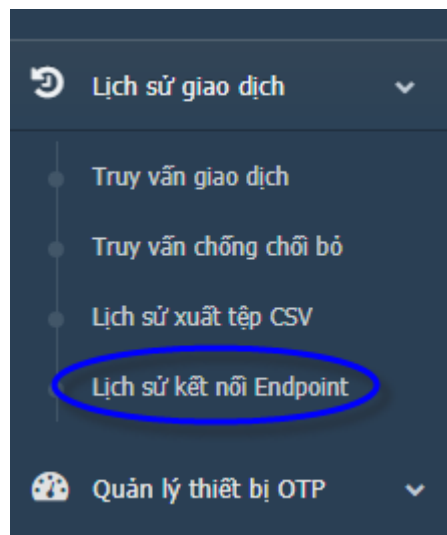 Lịch sử giao dịch
Truy vấn giao dịch
Truy vấn chống chối bỏ
Lịch sử xuất tệp CSV
Lịch sử kết nối Endpoint
Quản lý thiết bị OTP